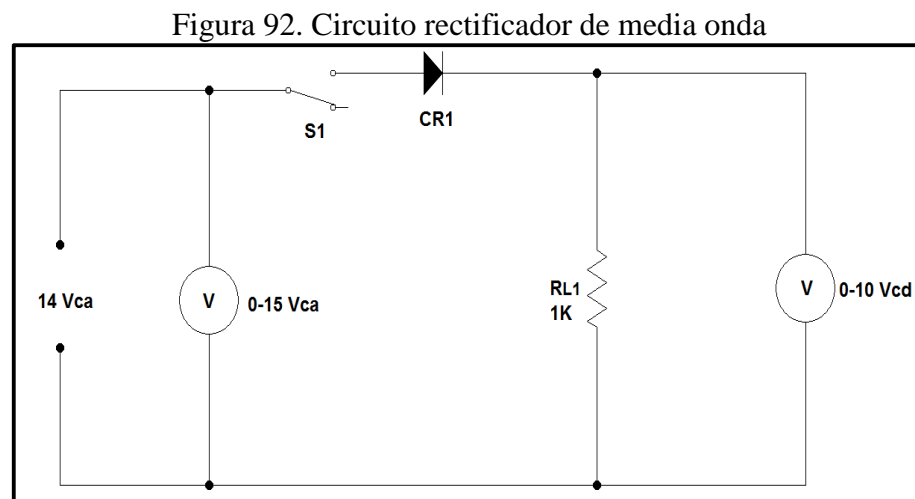 Figura 92. Circuito rectificador de media onda
S1
CR1
14 Vca
V
0-15 Vca
RL1
1K
V
0-10 Vcd